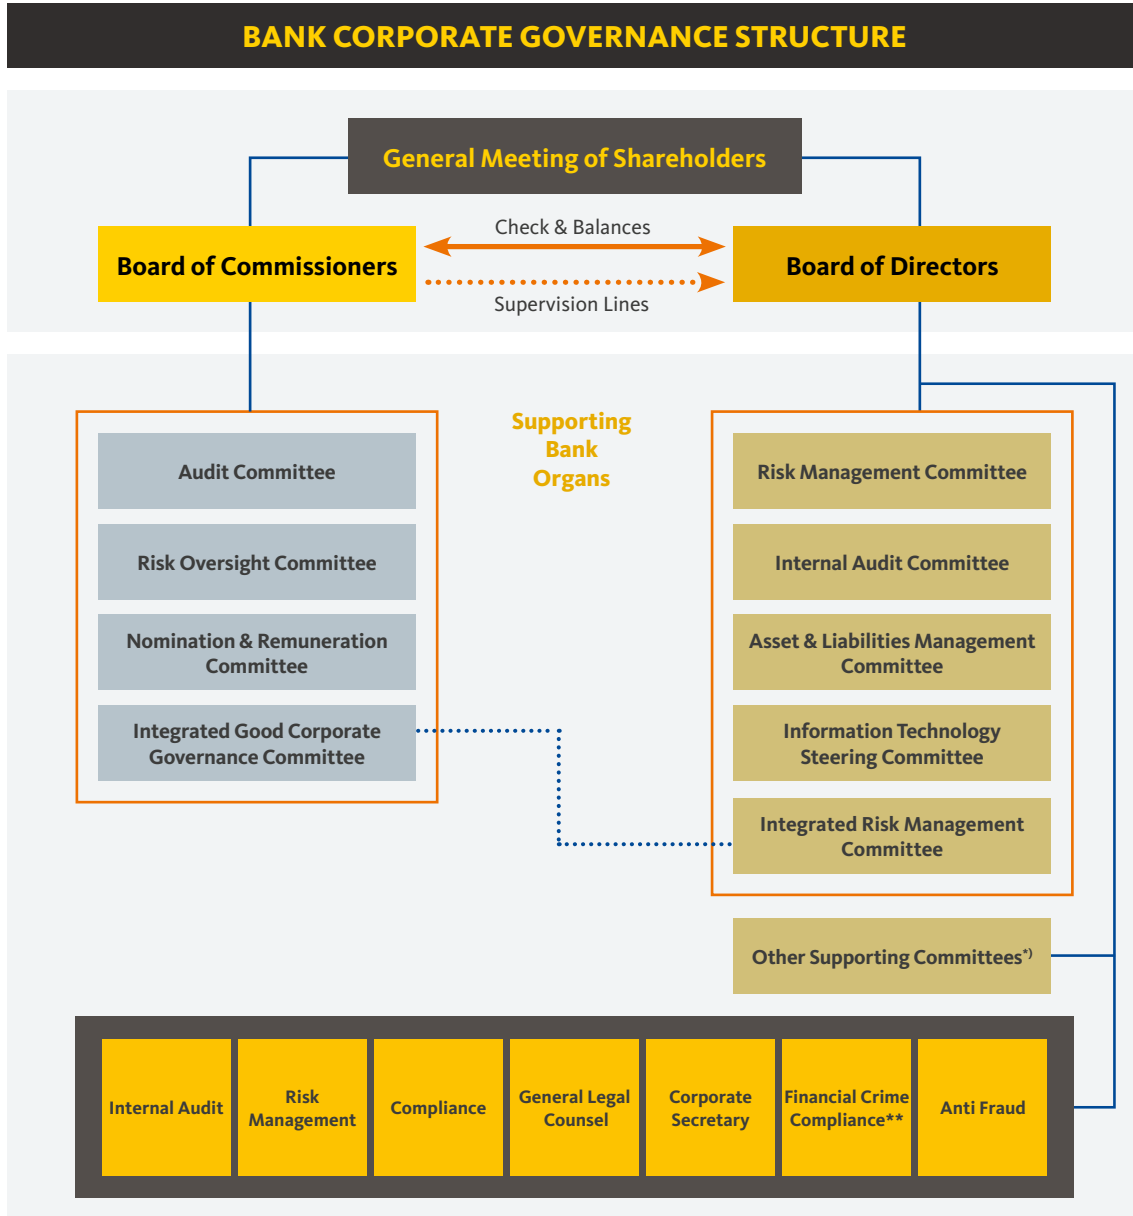 BANK CORPORATE GOVERNANCE STRUCTURE
General Meeting of Shareholders
Check & Balances
Board of Commissioners
Board of Directors
Supervision Lines
Supporting
Bank
Organs
Audit Committee
Risk Oversight Committee
Nomination & Remuneration
Committee
Integrated Good Corporate
Governance Committee
Risk Management Committee
Internal Audit Committee
Asset & Liabilities Management
Committee
Information Technology
Steering Committee
Integrated Risk Management
Committee
Other Supporting Committees*)
Internal Audit
Risk
Management
Compliance
General Legal
Counsel
Corporate
Secretary
Financial Crime
Compliance**
Anti Fraud